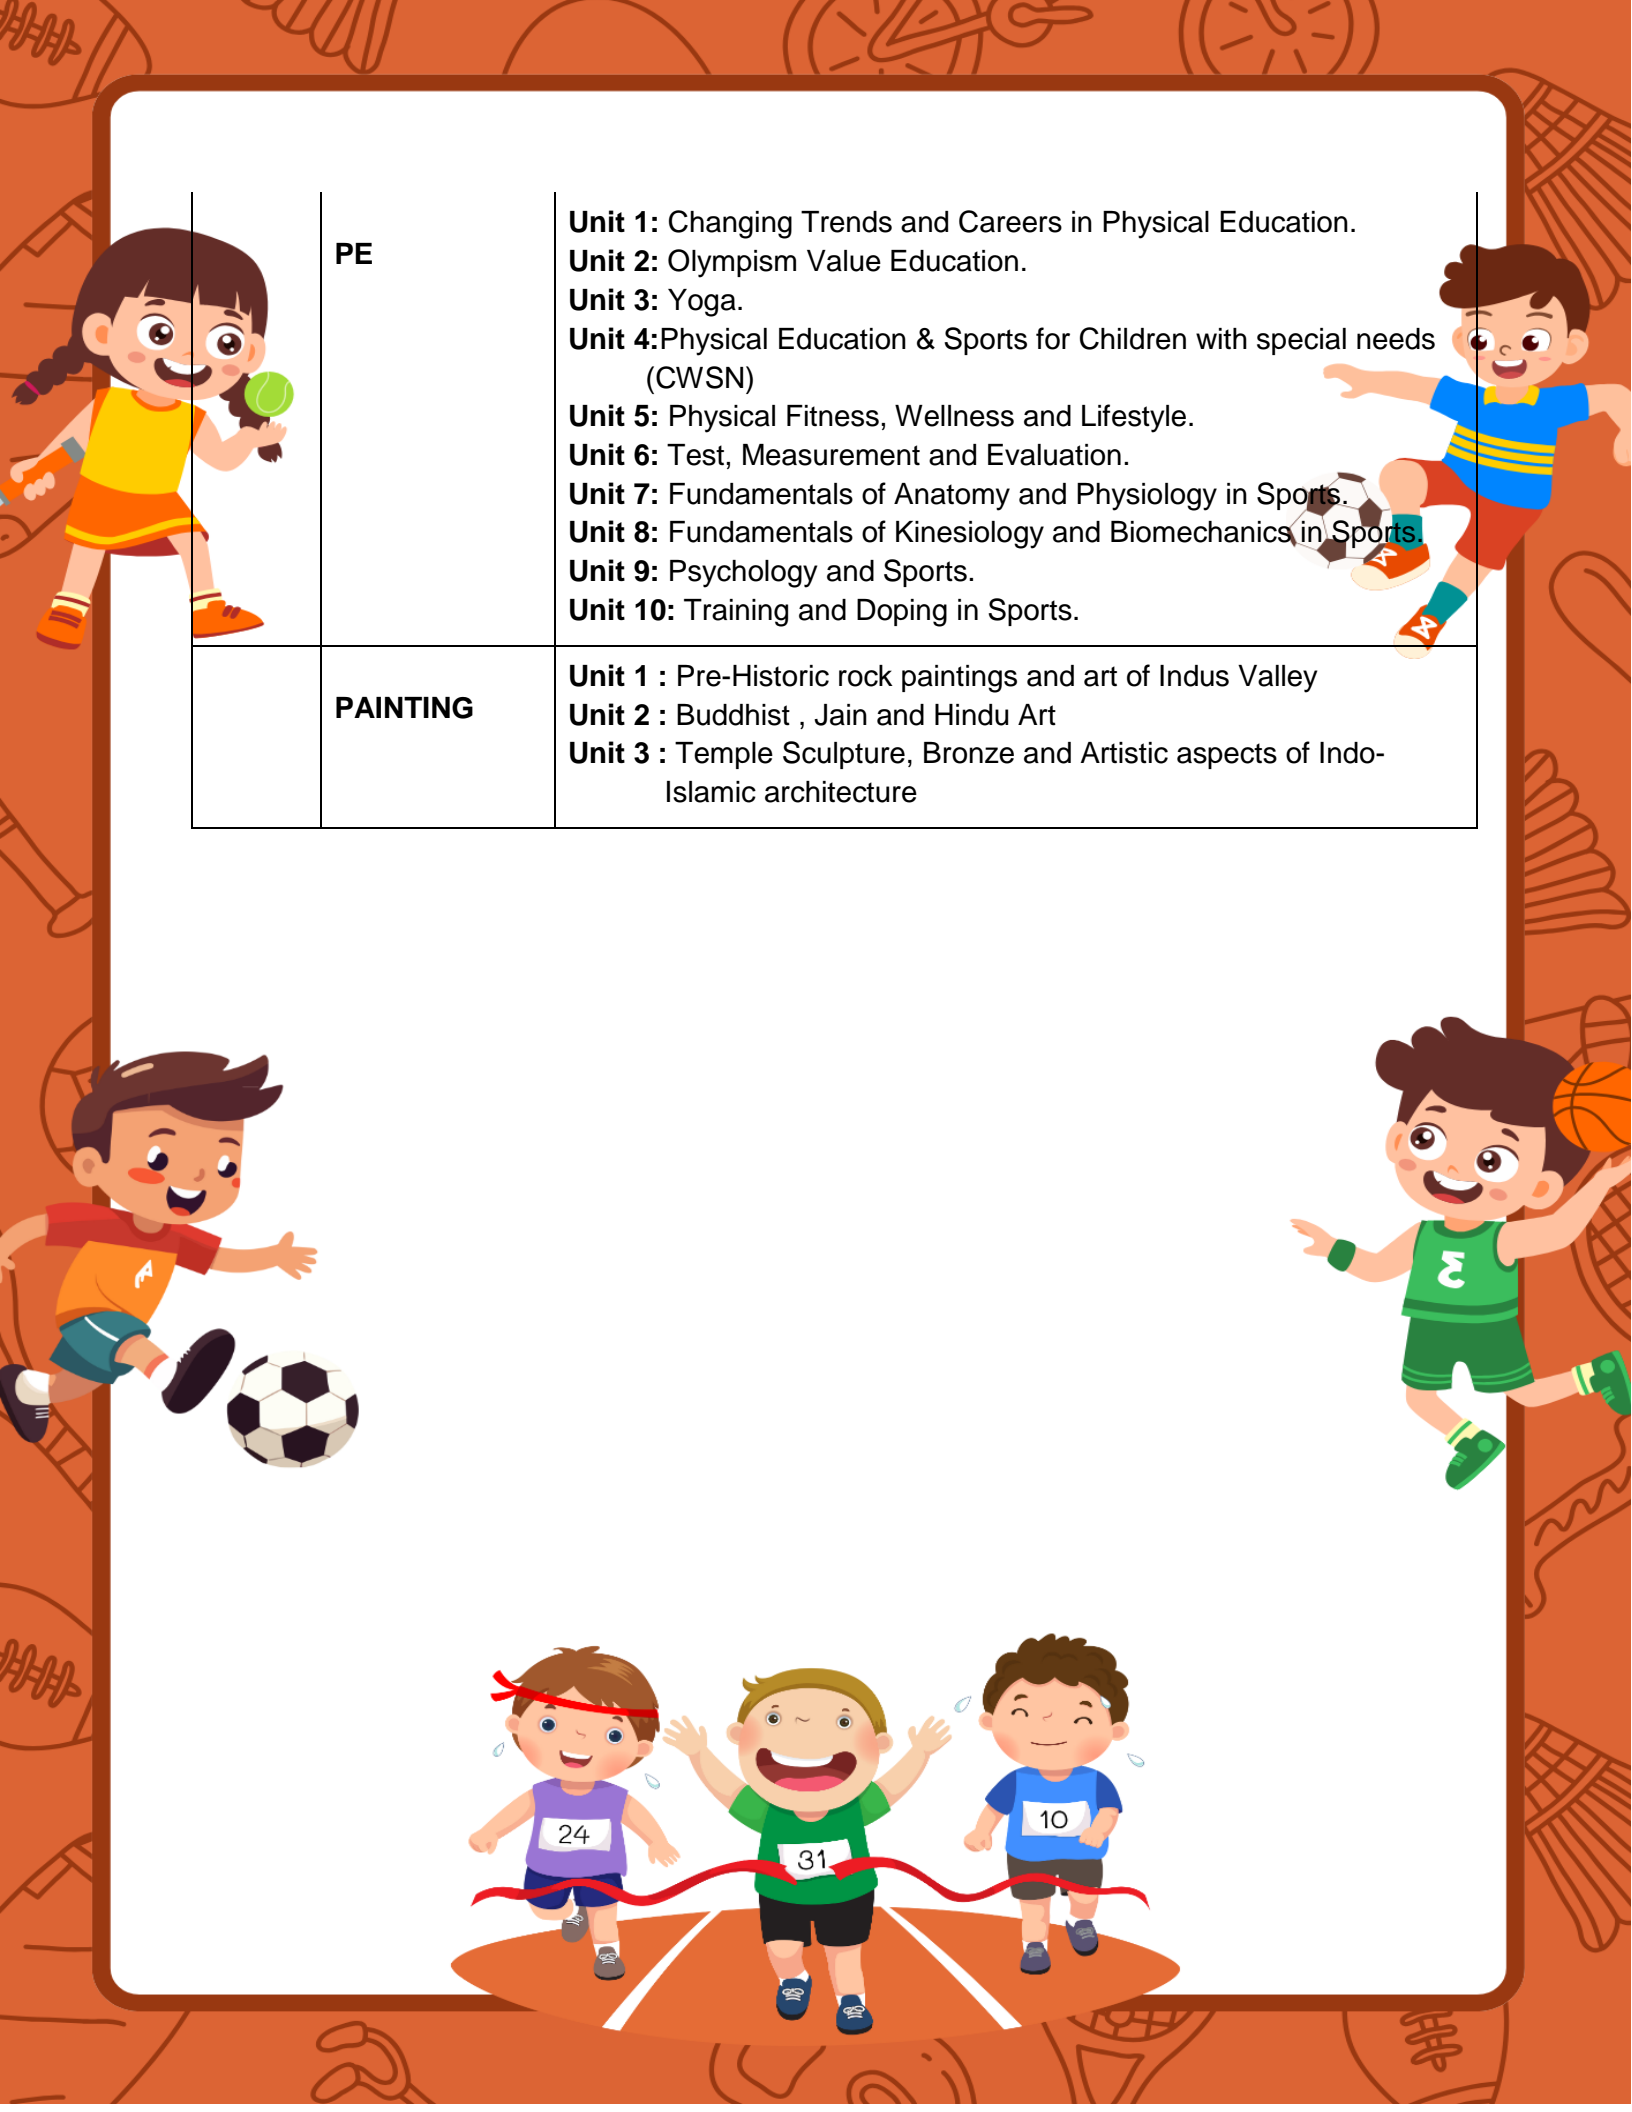 PE
Unit 1: Changing Trends and Careers in Physical Education.
Unit 2: Olympism Value Education.
Unit 3: Yoga.
Unit 4:Physical Education & Sports for Children with special needs
(CWSN)
Unit 5: Physical Fitness, Wellness and Lifestyle.
Unit 6: Test, Measurement and Evaluation.
Unit 7: Fundamentals of Anatomy and Physiology in Sports.
Unit 8: Fundamentals of Kinesiology and Biomechanics in Sports.
Unit 9: Psychology and Sports.
Unit 10: Training and Doping in Sports.
PAINTING
Unit 1 : Pre-Historic rock paintings and art of Indus Valley
Unit 2 : Buddhist , Jain and Hindu Art
Unit 3 : Temple Sculpture, Bronze and Artistic aspects of Indo-
Islamic architecture
24
31
10